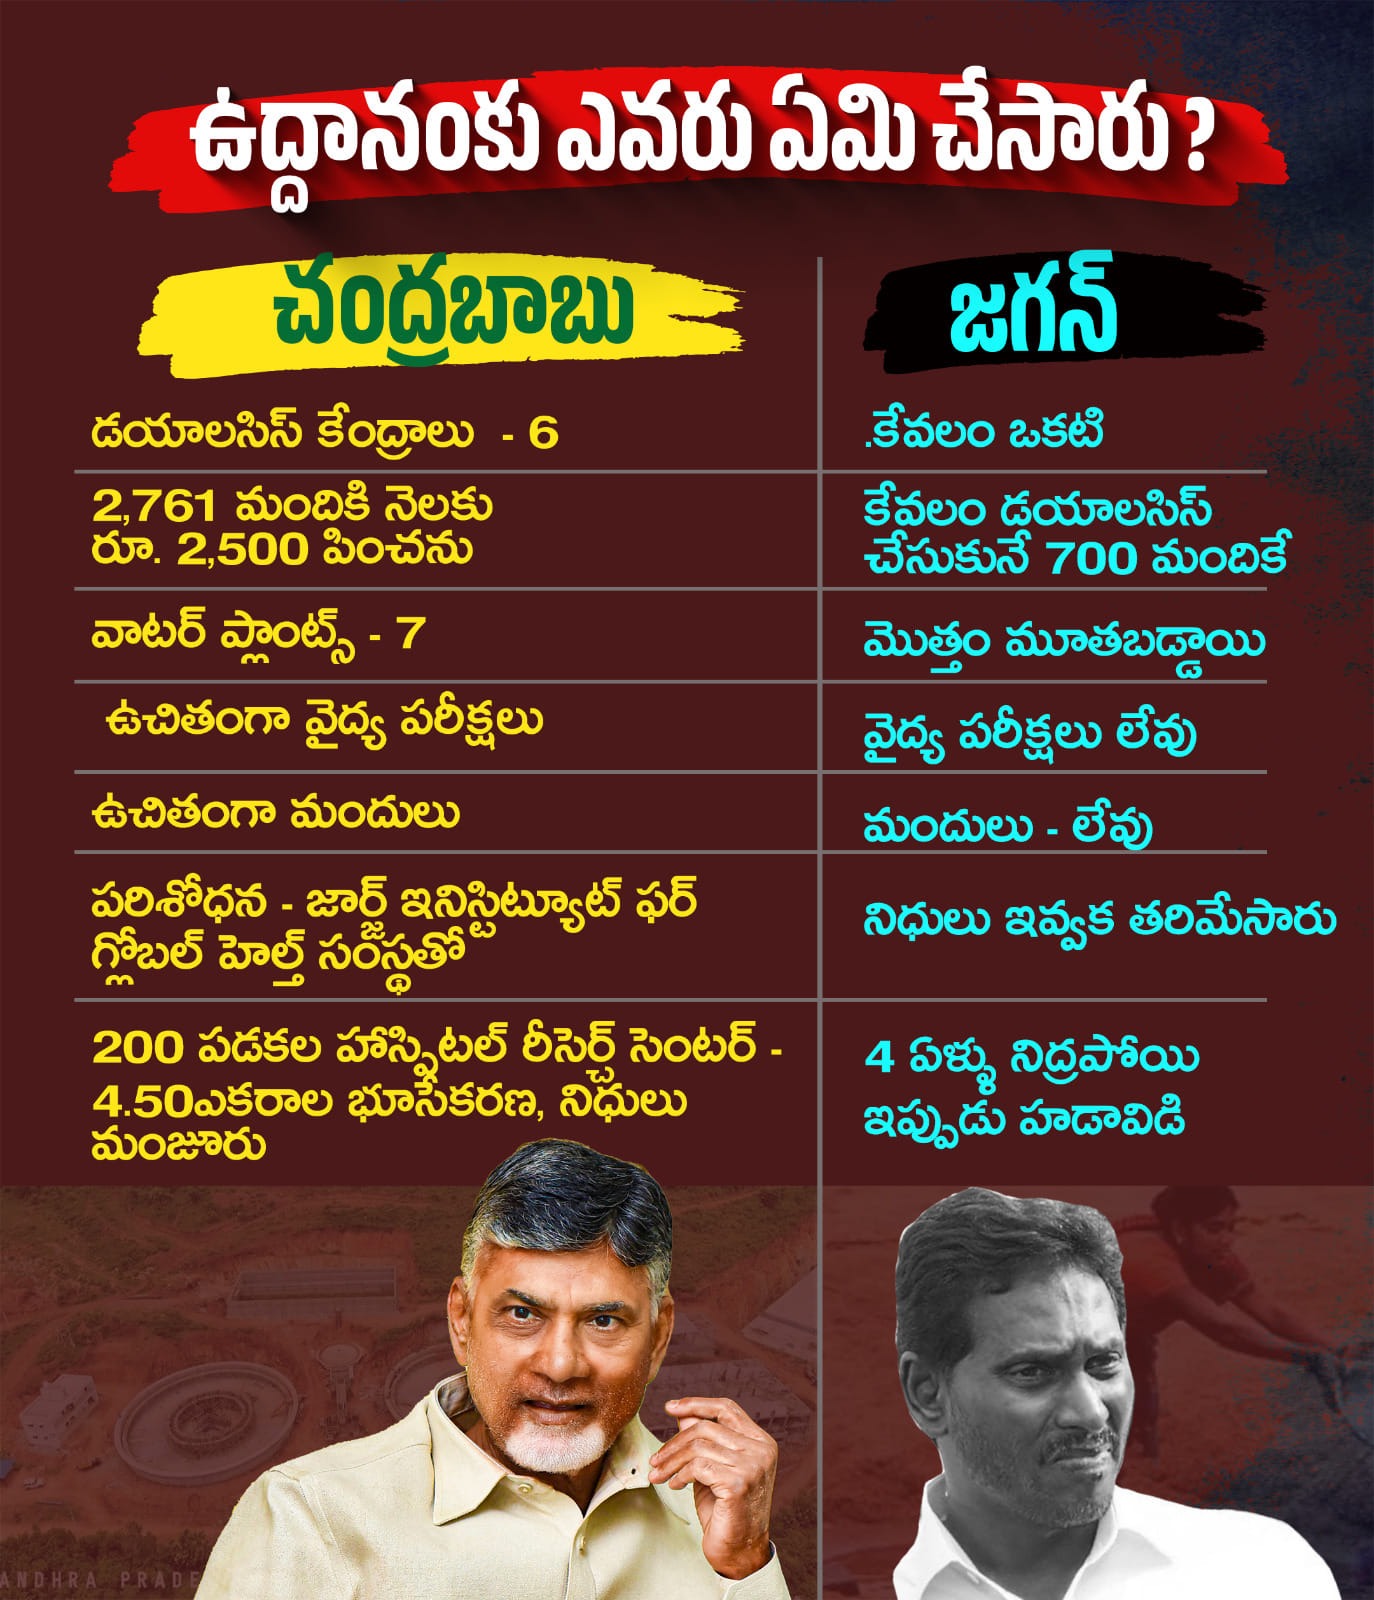 ఉద్దానంకు ఎవరు ఏమి చేసారు ?
చంద్రబాబు
జగన్
డయాలసిస్ కేంద్రాలు - 6
.కేవలం ఒకటి
2,761 మందికి నెలకు
రూ. 2,500 పించను
కేవలం డయాలసిస్
చేసుకునే 700 మందికే
వాటర్ ప్లాంట్స్ - 7
మొత్తం మూతబడ్డాయి
ఉచితంగా వైద్య పరీక్షలు
వైద్య పరీక్షలు లేవు
ఉచితంగా మందులు
మందులు - లేవు
పరిశోధన - జార్జ్ ఇనిస్టిట్యూట్ ఫర్
గ్లోబల్ హెల్త్ సంస్థతో
నిధులు ఇవ్వక తరిమేసారు
200 పడకల హాస్పిటల్ రీసెర్చ్ సెంటర్ -
4.50ఎకరాల భూసేకరణ, నిధులు
మంజూరు
4 ఏళ్ళు నిద్రపోయి
ఇప్పుడు హడావిడి
ANDHRA PRADE